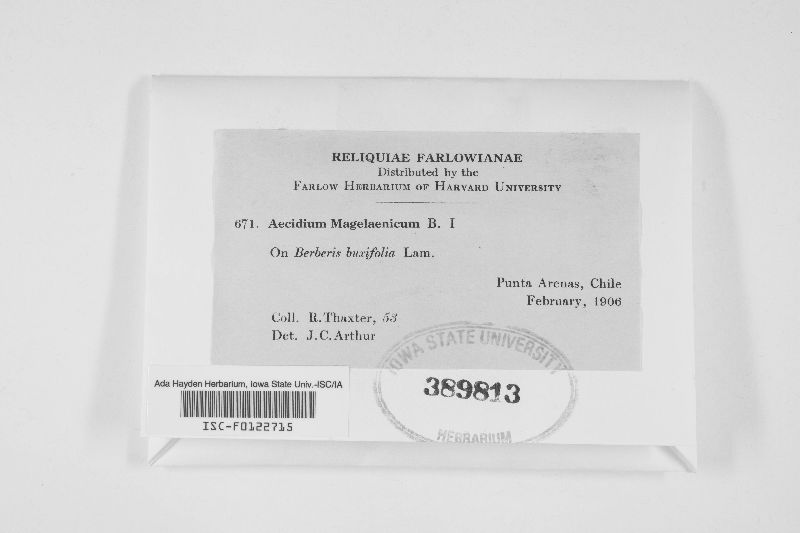 RELIQUIAE FARLOWIANAE
Distributed by the
FARLOW HERBARIUM OF HARVARD UNIVERSITY
671. Aecidium Magelaenicum B. I
On Berberis buxifolia Lam.
Punta Arenas, Chile
February, 1906
Coll. R. Thaxter, 53
Det. J.C. Arthur
IOWA STATE UNIVERSITY
389813
HERBARIUM
Ada Hayden Herbarium, Iowa State Univ.-ISC/IA
ISC-F0122715